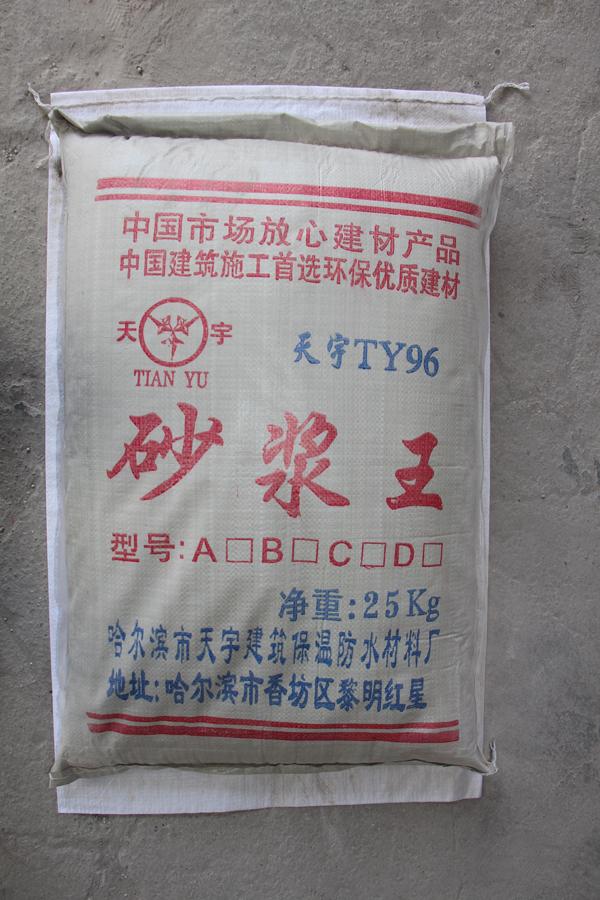 中国市场放心建材产品
中国建筑施工首选环保优质建材
天 宇
TIAN YU
天宇TY96
砂浆王
型号:A□B□C□D□
净重:25Kg
哈尔滨市天宇建筑保温防水材料厂
地址:哈尔滨市香坊区黎明红星